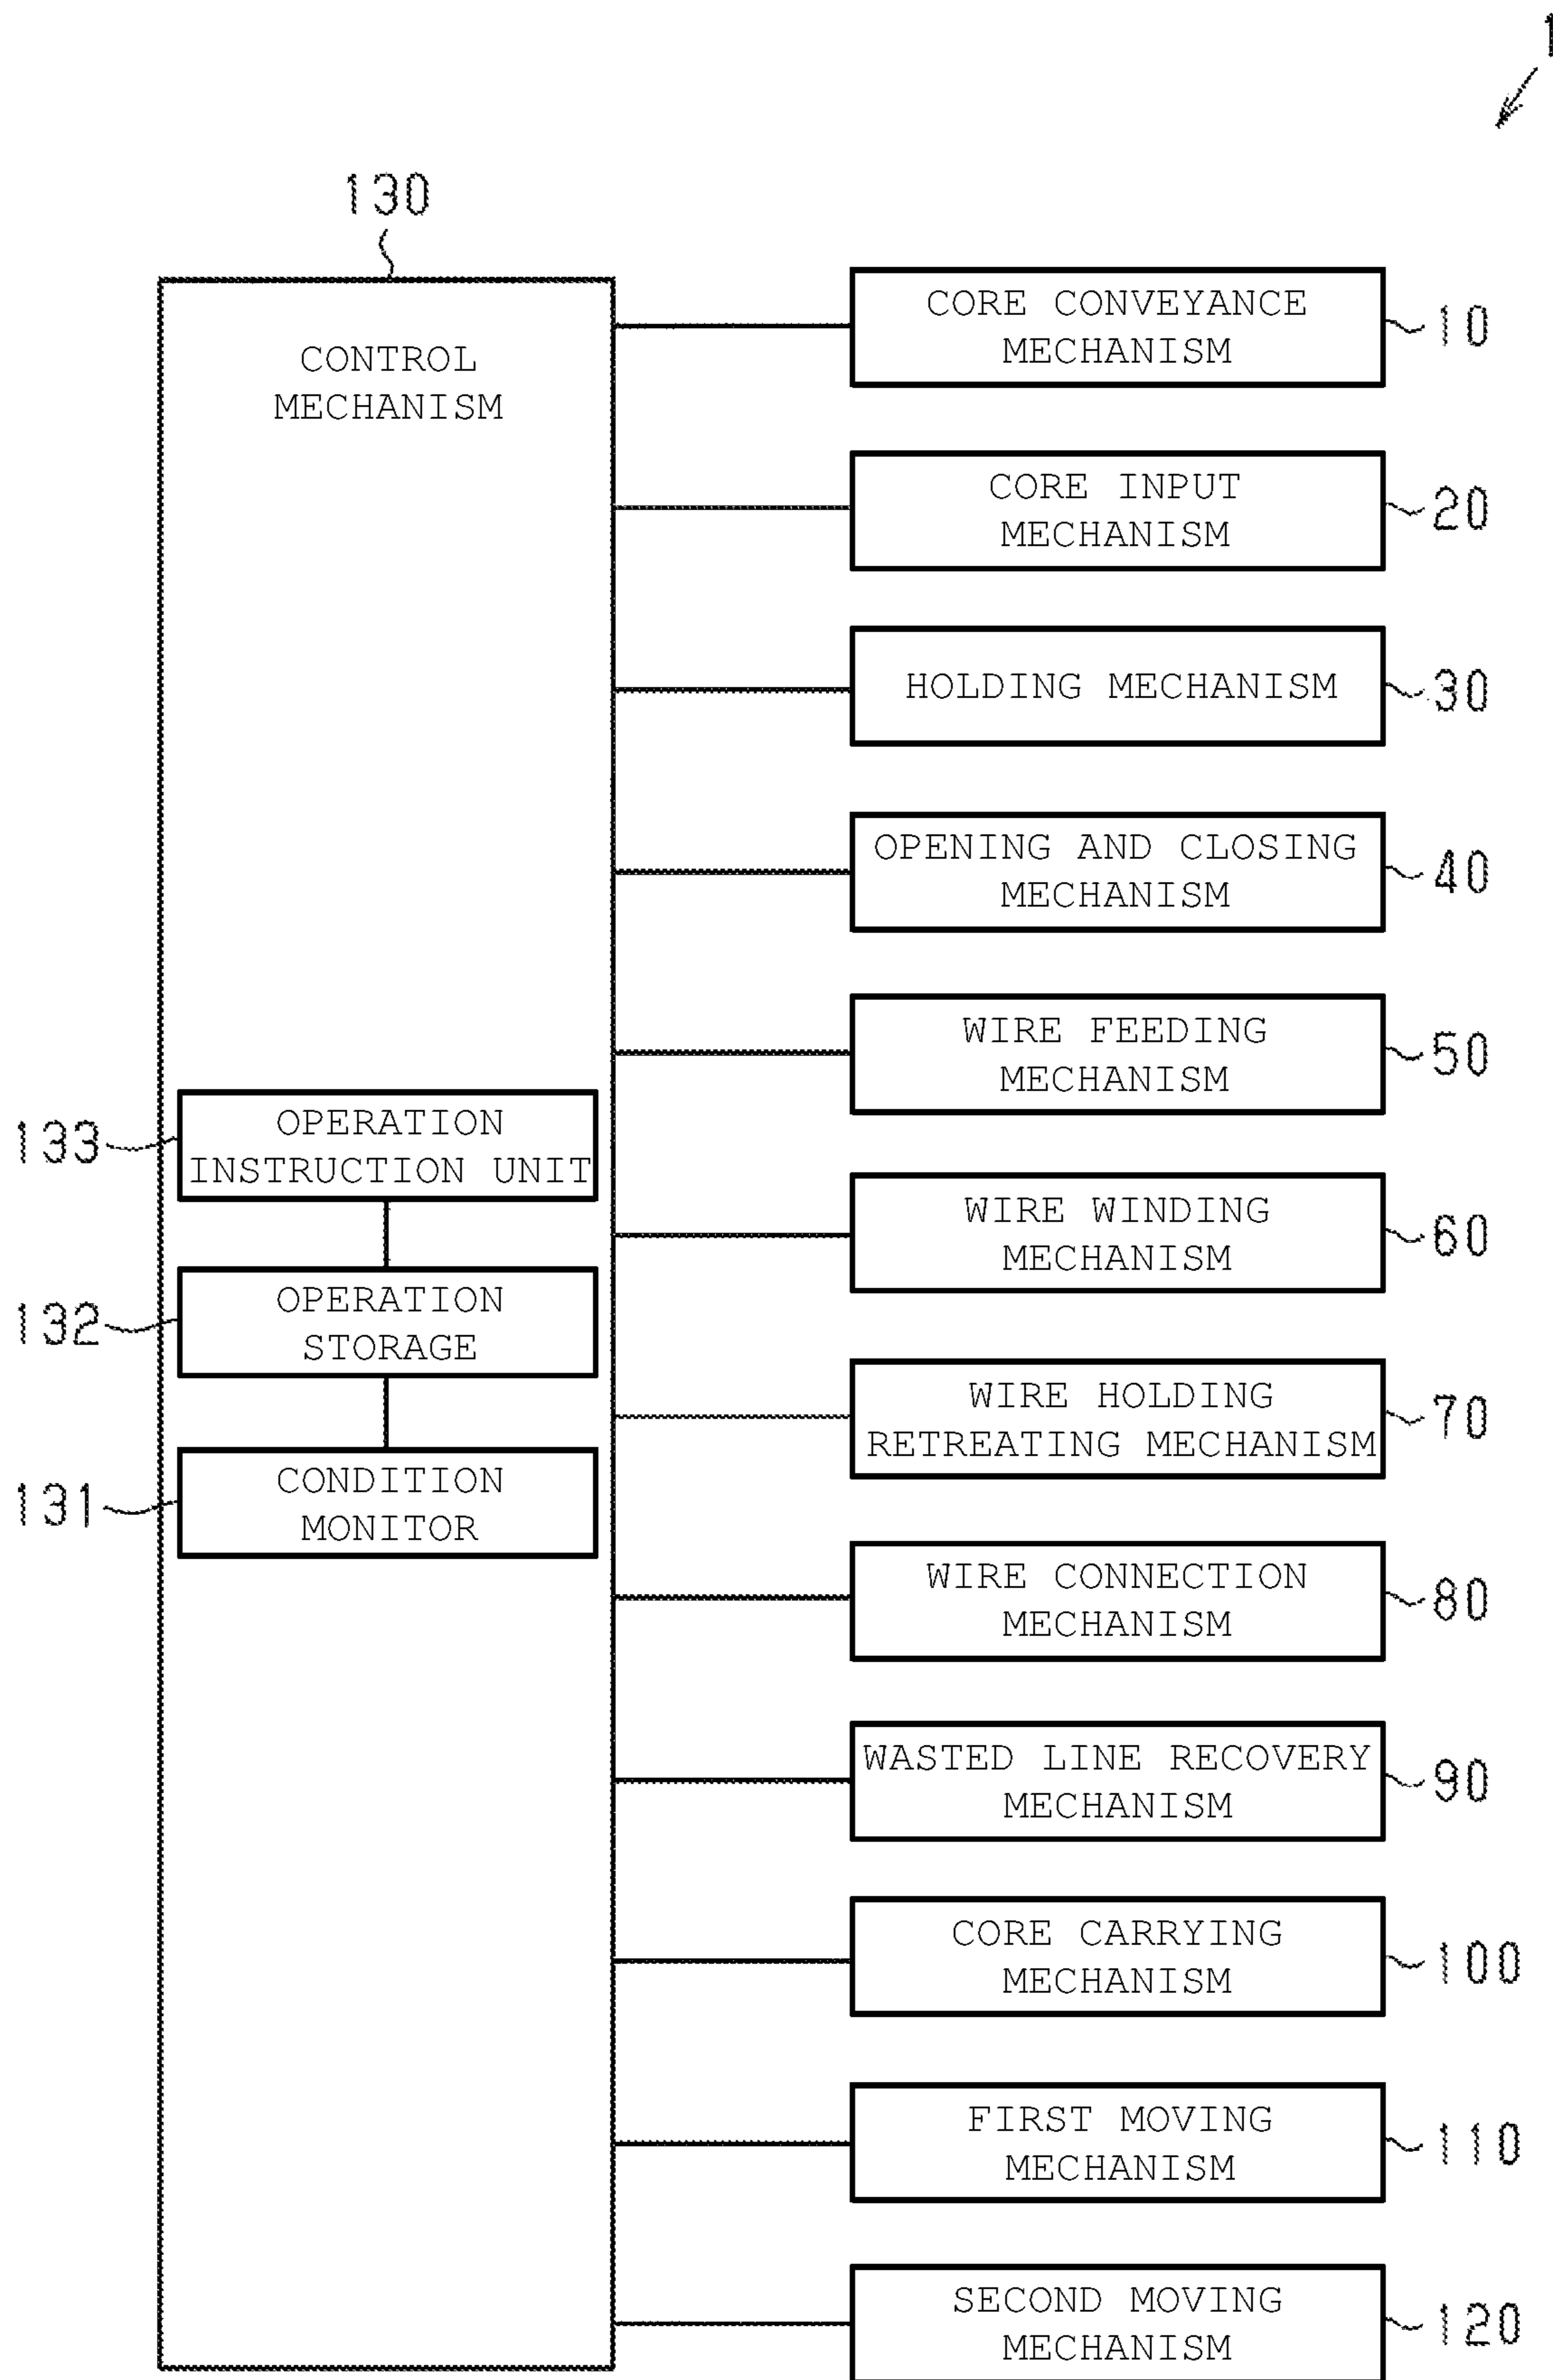 1
130
CONTROL
MECHANISM
133
OPERATION
INSTRUCTION UNIT
132
OPERATION
STORAGE
131
CONDITION
MONITOR
CORE CONVEYANCE
MECHANISM
10
CORE INPUT
MECHANISM
20
HOLDING MECHANISM
30
OPENING AND CLOSING
MECHANISM
40
WIRE FEEDING
MECHANISM
50
WIRE WINDING
MECHANISM
60
WIRE HOLDING
RETREATING MECHANISM
70
WIRE CONNECTION
MECHANISM
80
WASTED LINE RECOVERY
MECHANISM
90
CORE CARRYING
MECHANISM
100
FIRST MOVING
MECHANISM
110
SECOND MOVING
MECHANISM
120